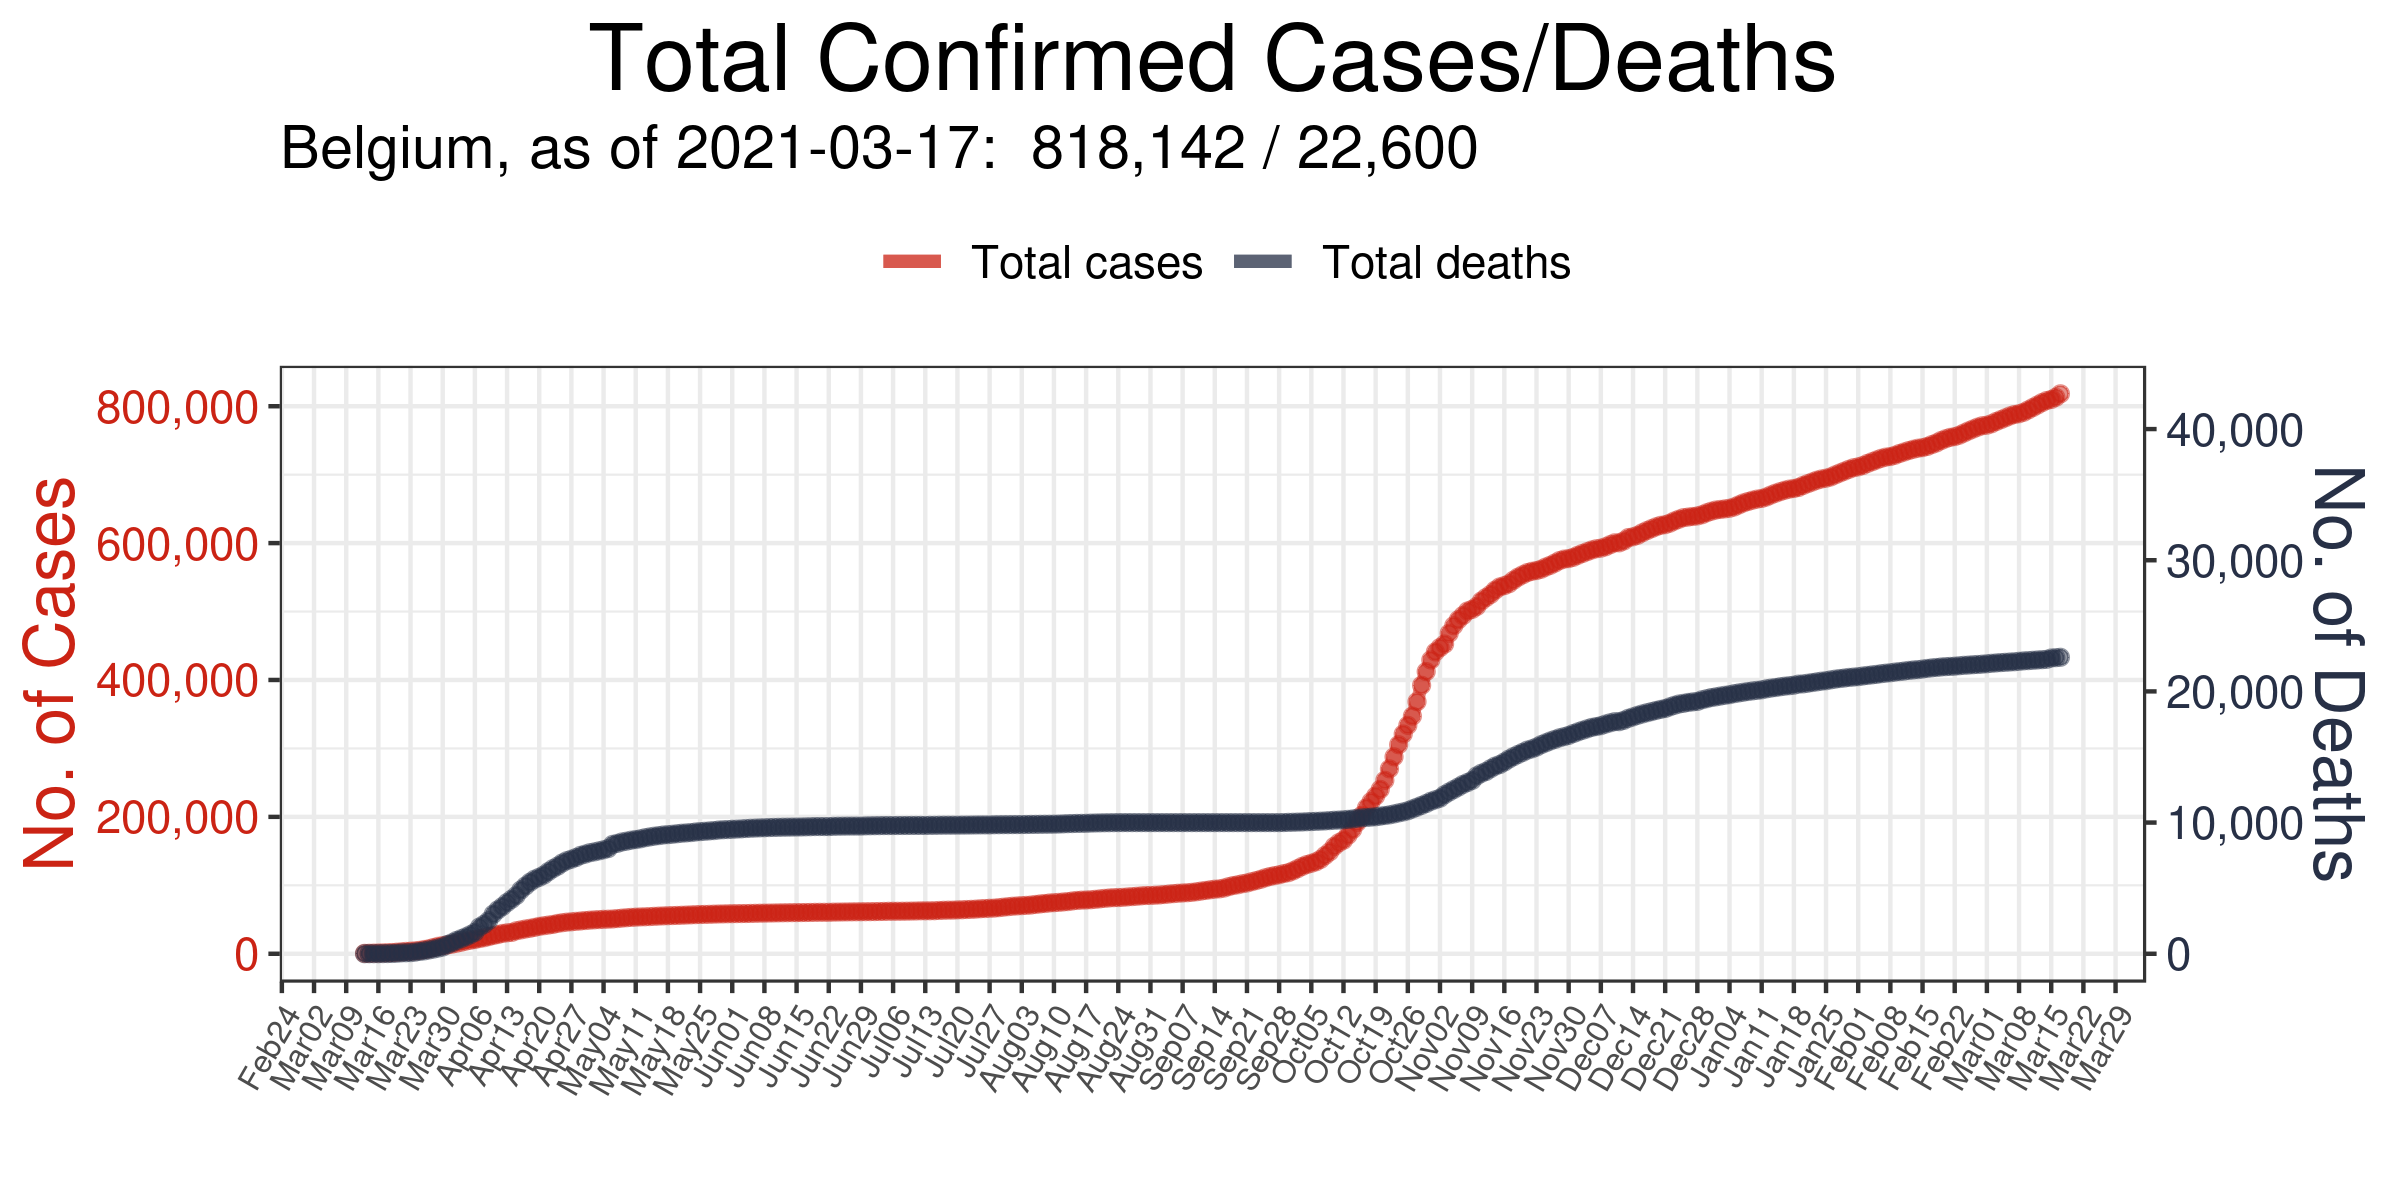 Total Confirmed Cases/Deaths
Belgium, as of 2021-03-17:  818,142 / 22,600
Total cases
Total deaths
No. of Cases
800,000
600,000
400,000
200,000
0
40,000
30,000
20,000
10,000
0
No. of Deaths
Feb24
Mar02
Mar09
Mar16
Mar23
Mar30
Apr06
Apr13
Apr20
Apr27
May04
May11
May18
May25
Jun01
Jun08
Jun15
Jun22
Jun29
Jul06
Jul13
Jul20
Jul27
Aug03
Aug10
Aug17
Aug24
Aug31
Sep07
Sep14
Sep21
Sep28
Oct05
Oct12
Oct19
Oct26
Nov02
Nov09
Nov16
Nov23
Nov30
Dec07
Dec14
Dec21
Dec28
Jan04
Jan11
Jan18
Jan25
Feb01
Feb08
Feb15
Feb22
Mar01
Mar08
Mar15
Mar22
Mar29